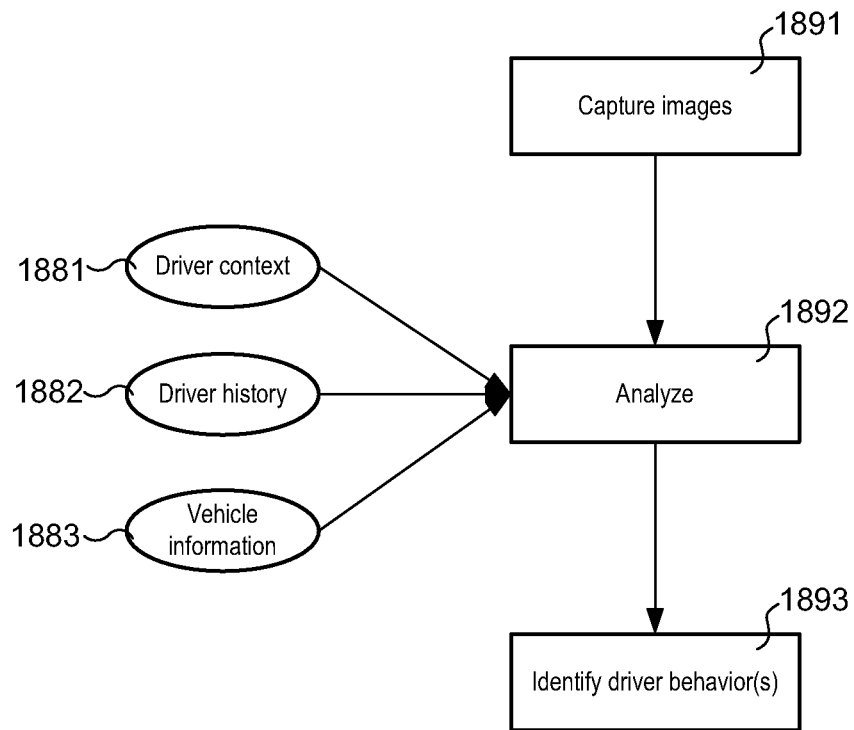 1891
Capture images
1881
Driver context
1892
1882
Driver history
Analyze
1883
Vehicle
information
1893
Identify driver behavior(s)